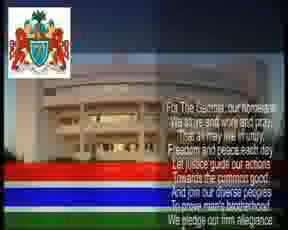 For The Gambia, our homeland
We strive and work and pray,
That all may live in unity,
Freedom and peace each day.
Let justice guide our actions
Towards the common good,
And join our diverse peoples
To prove man's brotherhood.
We pledge our firm allegiance